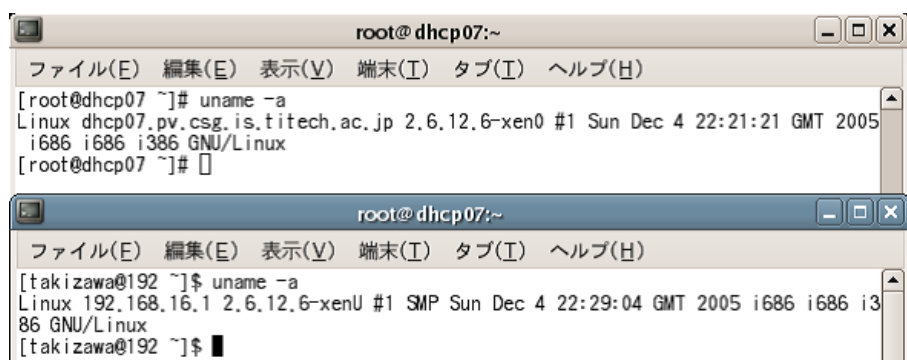 root@dhcp07:~
ファイル(F) 編集(E) 表示(V) 端末(T) タブ(T) ヘルプ(H)
[root@dhcp07 ~]# uname -a
Linux dhcp07.pv.csg.is.titech.ac.jp 2.6.12.6-xen0 #1 Sun Dec 4 22:21:21 GMT 2005
i686 i686 i386 GNU/Linux
[root@dhcp07 ~]#
root@dhcp07:~
ファイル(F) 編集(E) 表示(V) 端末(T) タブ(T) ヘルプ(H)
[takizawa@192 ~]$ uname -a
Linux 192.168.16.1 2.6.12.6-xenU #1 SMP Sun Dec 4 22:29:04 GMT 2005 i686 i686 i3
86 GNU/Linux
[takizawa@192 ~]$